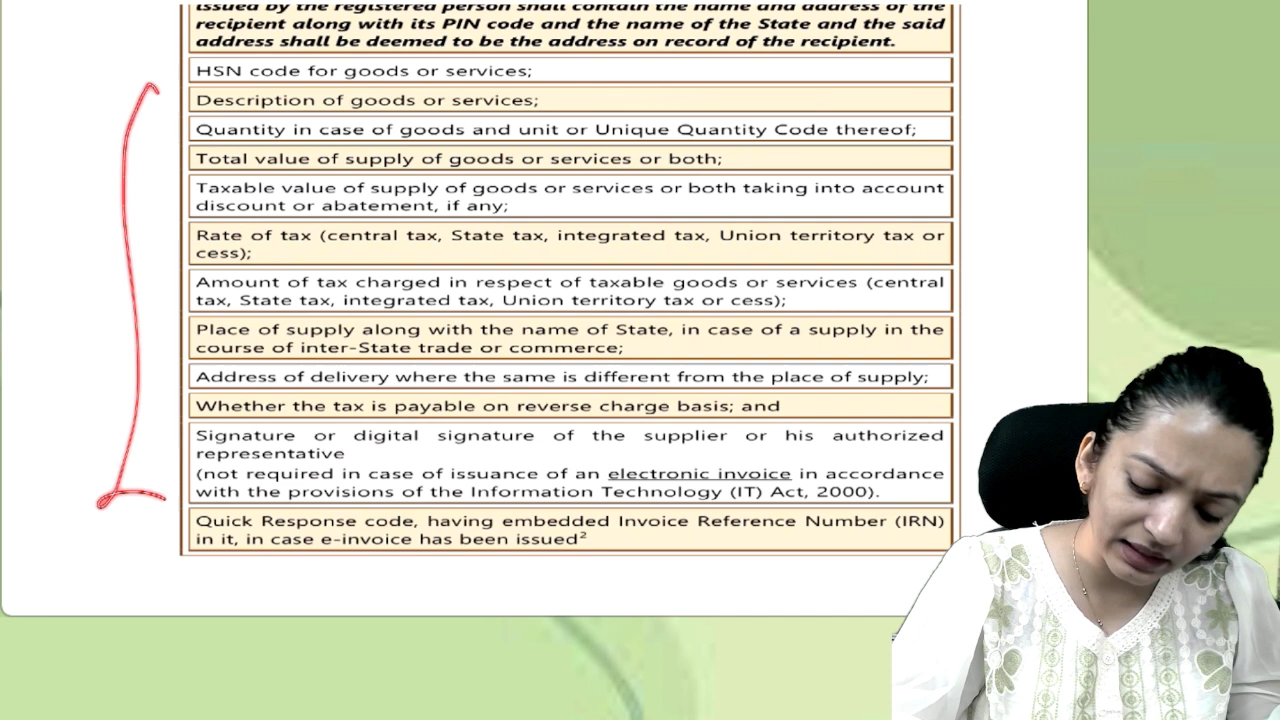 issued by the registered person shall contain the name and address of the
recipient along with its PIN code and the name of the State and the said
address shall be deemed to be the address on record of the recipient.
HSN code for goods or services;
Description of goods or services;
Quantity in case of goods and unit or Unique Quantity Code thereof;
Total value of supply of goods or services or both;
Taxable value of supply of goods or services or both taking into account
discount or abatement, if any;
Rate of tax (central tax, State tax, integrated tax, Union territory tax or
cess);
Amount of tax charged in respect of taxable goods or services (central
tax, State tax, integrated tax, Union territory tax or cess);
Place of supply along with the name of State, in case of a supply in the
course of inter-State trade or commerce;
Address of delivery where the same is different from the place of supply;
Whether the tax is payable on reverse charge basis; and
Signature or digital signature of the supplier or his authorized
representative
(not required in case of issuance of an electronic invoice in accordance
with the provisions of the Information Technology (IT) Act, 2000).
Quick Response code, having embedded Invoice Reference Number (IRN)
in it, in case e-invoice has been issued²